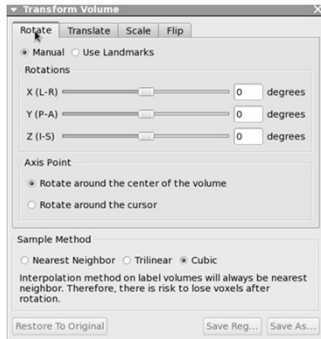 Transform Volume
Rotate Translate Scale Flip
Manual Use Landmarks
Rotations
X (L-R) 0 degrees
Y (P-A) 0 degrees
Z (I-S) 0 degrees
Axis Point
Rotate around the center of the volume
Rotate around the cursor
Sample Method
Nearest Neighbor Trilinear Cubic
Interpolation method on label volumes will always be nearest
neighbor. Therefore, there is risk to lose voxels after
rotation.
Restore To Original Save Reg... Save As...